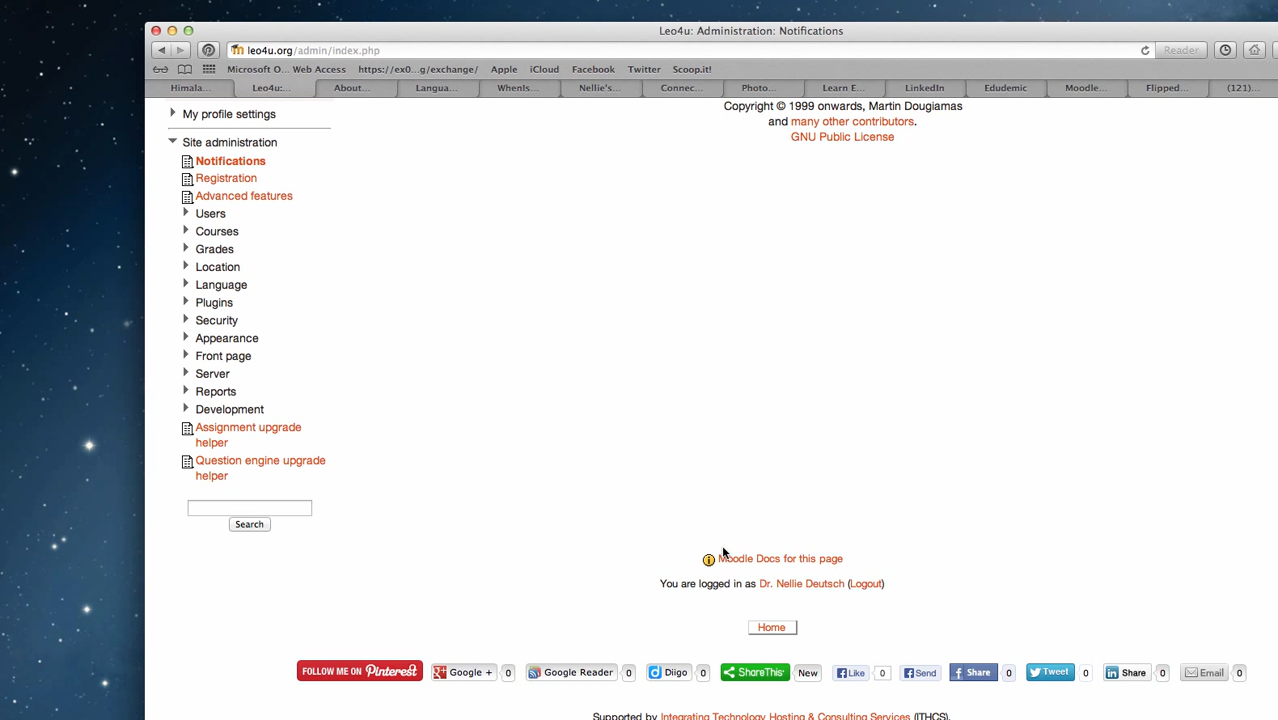 Leo4u: Administration: Notifications
leo4u.org/admin/index.php
Reader
Microsoft O... Web Access
https://ex0...g/exchange/
Apple
iCloud
Facebook
Twitter
Scoop.it!
Himala...
Leo4u:...
About...
Langua...
WhenIs...
Nellie's...
Connec...
Photo...
Learn E...
LinkedIn
Edudemic
Moodle...
Flipped...
(121)...
My profile settings
Site administration
Notifications
Registration
Advanced features
Users
Courses
Grades
Location
Language
Plugins
Security
Appearance
Front page
Server
Reports
Development
Assignment upgrade
helper
Question engine upgrade
helper
Search
Copyright © 1999 onwards, Martin Dougiamas
and many other contributors.
GNU Public License
Moodle Docs for this page
You are logged in as Dr. Nellie Deutsch (Logout)
Home
FOLLOW ME ON Pinterest
Google + 0
Google Reader 0
Diigo 0
ShareThis New
Like 0
Send
Share 0
Tweet 0
Share 0
Email 0
Supported by Integrating Technology Hosting & Consulting Services (ITHCS).